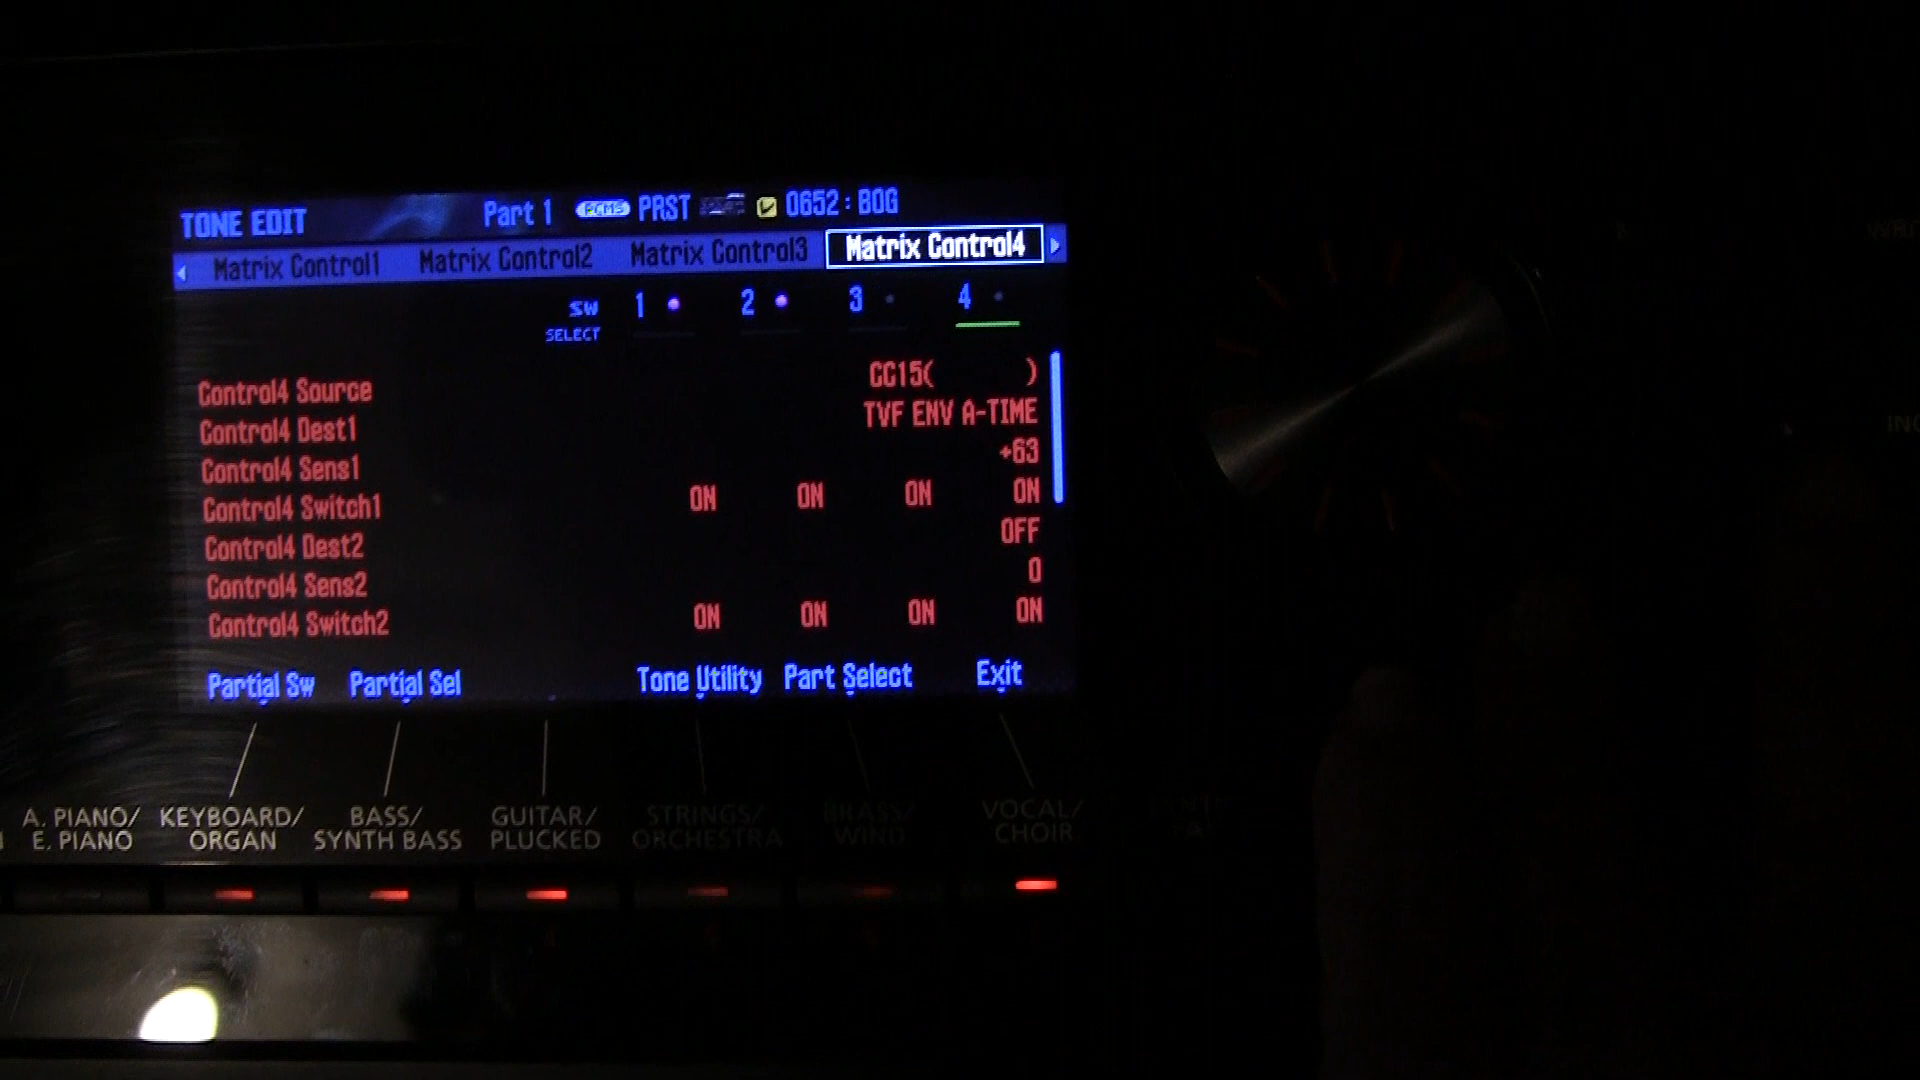 TONE EDIT Part 1 PCMS PRST 0652:BOG
Matrix Control1 Matrix Control2 Matrix Control3 Matrix Control4
SW 1 2 3 4
SELECT
Control4 Source CC15( )
Control4 Dest1 TVF ENV A-TIME
Control4 Sens1 +63
Control4 Switch1 ON ON ON ON
Control4 Dest2 OFF
Control4 Sens2 0
Control4 Switch2 ON ON ON ON
Partial Sw Partial Sel Tone Utility Part Select Exit
A. PIANO/ KEYBOARD/ BASS/ GUITAR/ STRINGS/ BRASS/ VOCAL/
E. PIANO ORGAN SYNTH BASS PLUCKED ORCHESTRA WIND CHOIR